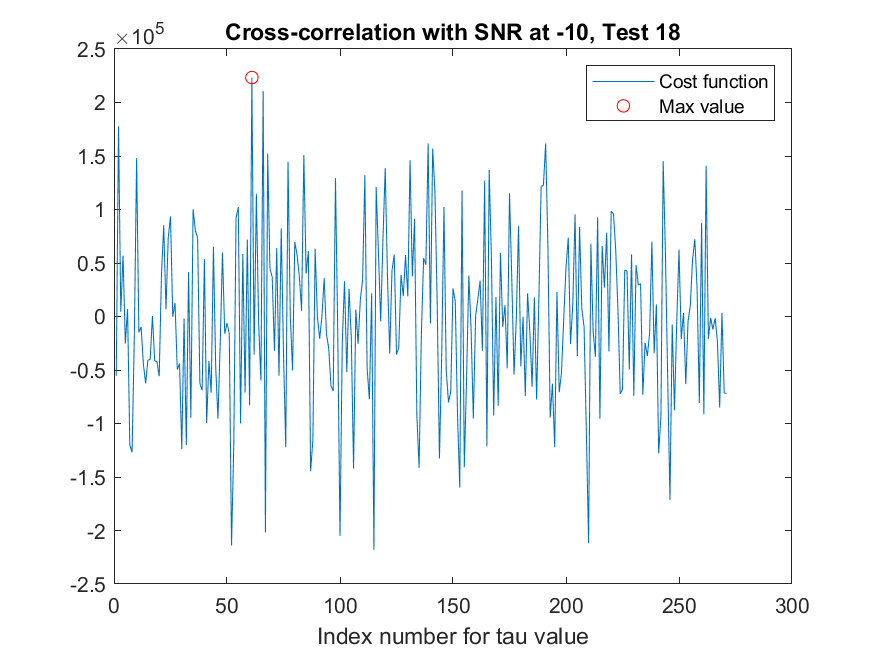 Cross-correlation with SNR at -10, Test 18
×10⁵
2.5
2
1.5
1
0.5
0
-0.5
-1
-1.5
-2
-2.5
Cost function
Max value
0 50 100 150 200 250 300
Index number for tau value